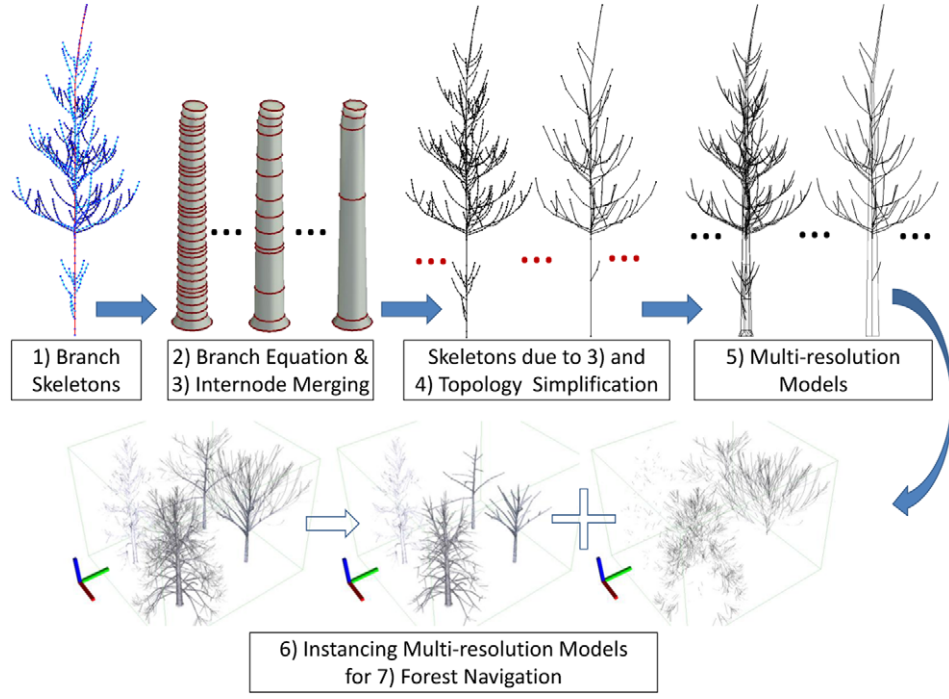 1) Branch
Skeletons
2) Branch Equation &
3) Internode Merging
Skeletons due to 3) and
4) Topology Simplification
5) Multi-resolution
Models
6) Instancing Multi-resolution Models
for 7) Forest Navigation